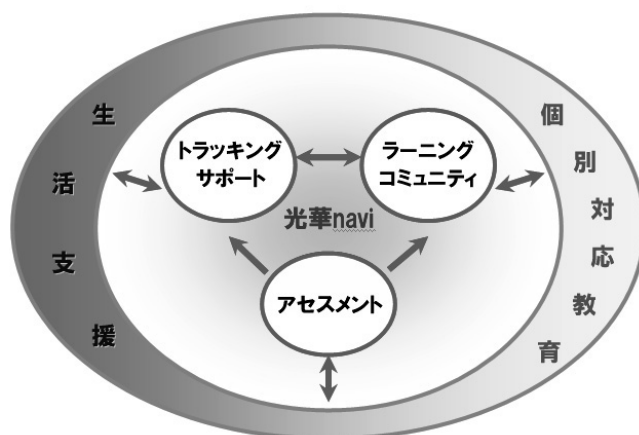 生活支援
個別対応教育
トラッキング
サポート
ラーニング
コミュニティ
光華navi
アセスメント